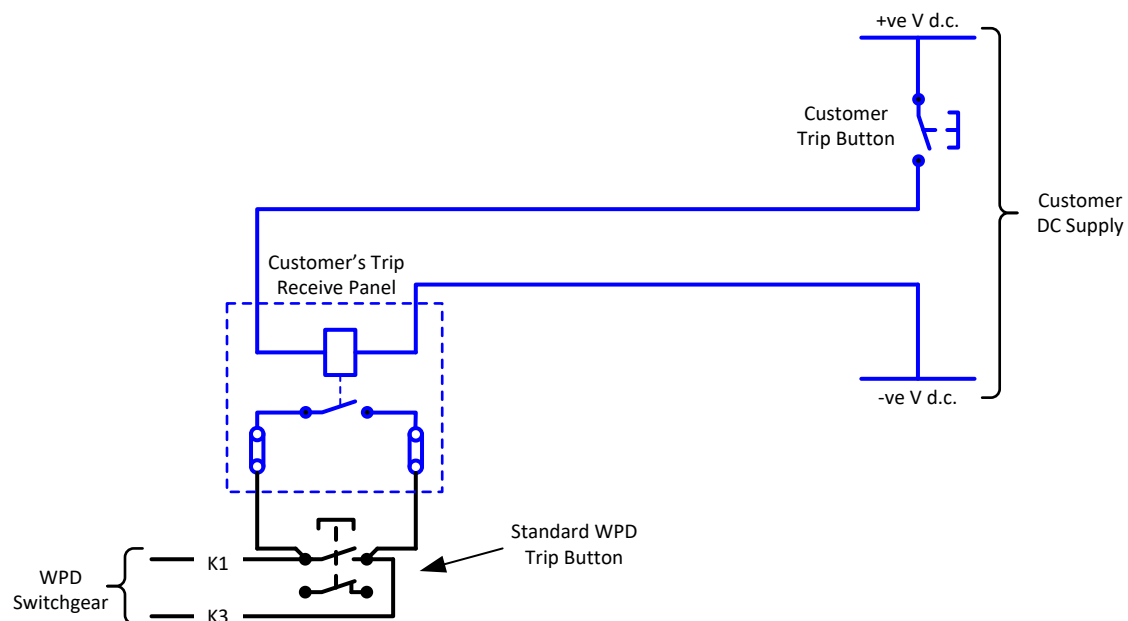 +ve V d.c.
Customer
Trip Button
Customer
DC Supply
Customer’s Trip
Receive Panel
-ve V d.c.
Standard WPD
Trip Button
K1
WPD
Switchgear
K3